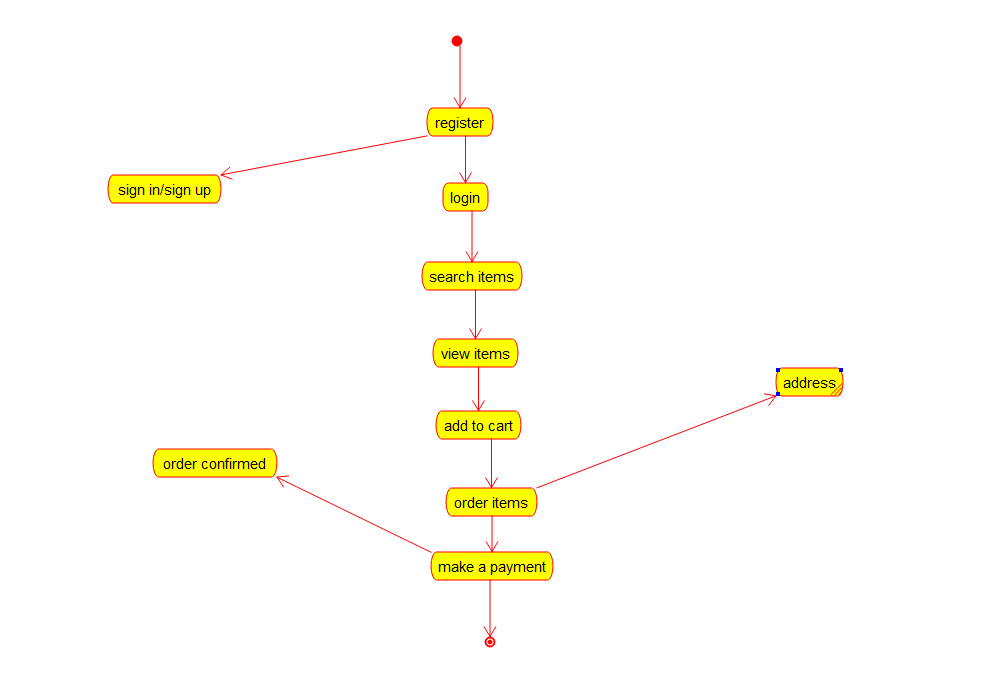 register
sign in/sign up
login
search items
view items
address
add to cart
order confirmed
order items
make a payment